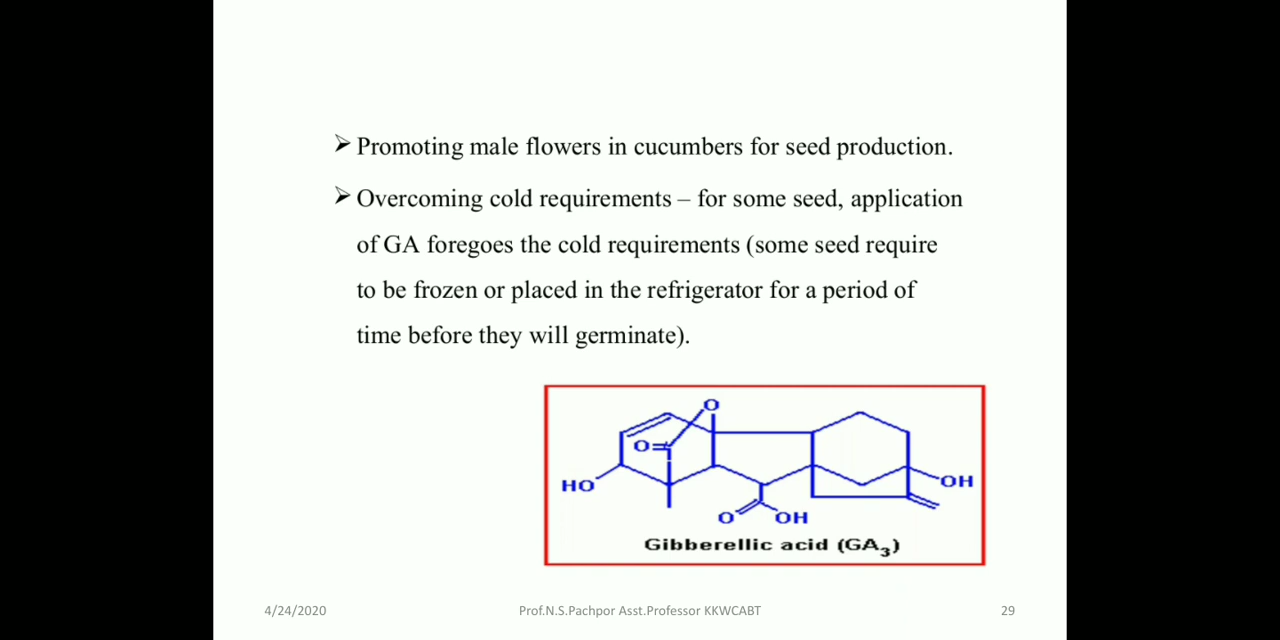 ➢ Promoting male flowers in cucumbers for seed production.
➢ Overcoming cold requirements – for some seed, application
of GA foregoes the cold requirements (some seed require
to be frozen or placed in the refrigerator for a period of
time before they will germinate).
O
O
HO
OH
O
OH
Gibberellic acid (GA3)
4/24/2020
Prof.N.S.Pachpor Asst.Professor KKWCABT
29